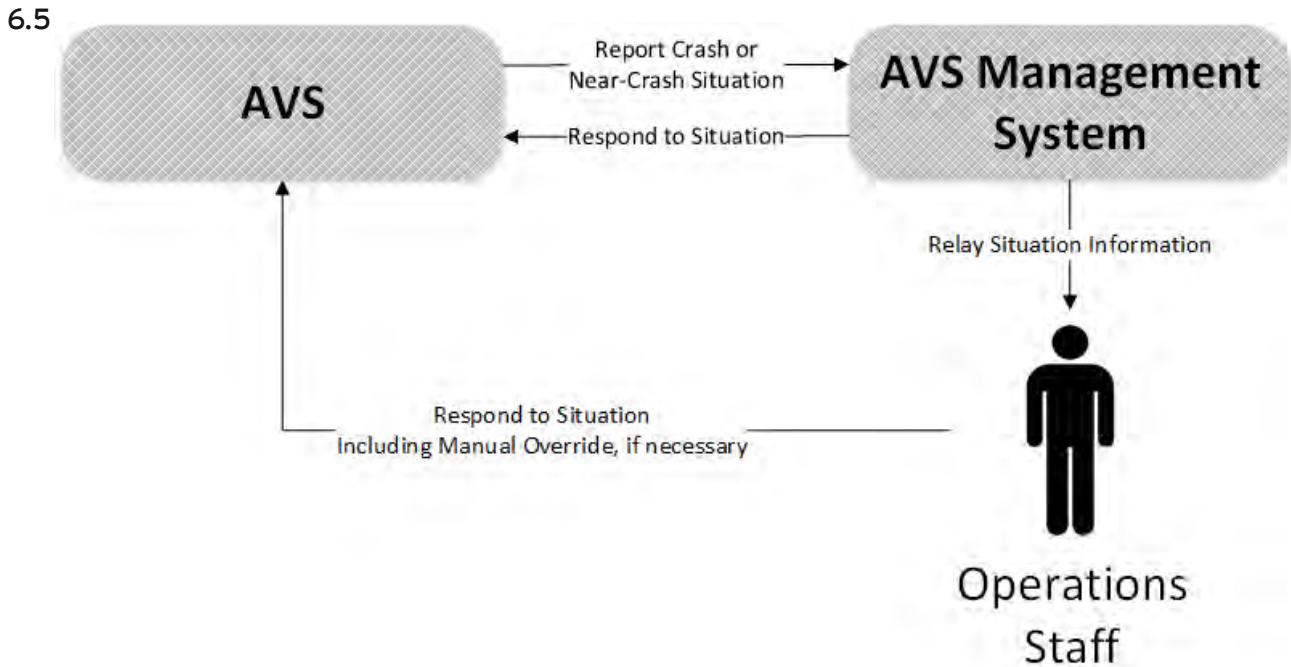 6.5
AVS
Report Crash or
Near-Crash Situation
AVS Management
System
Respond to Situation
Relay Situation Information
Respond to Situation
Including Manual Override, if necessary
Operations
Staff